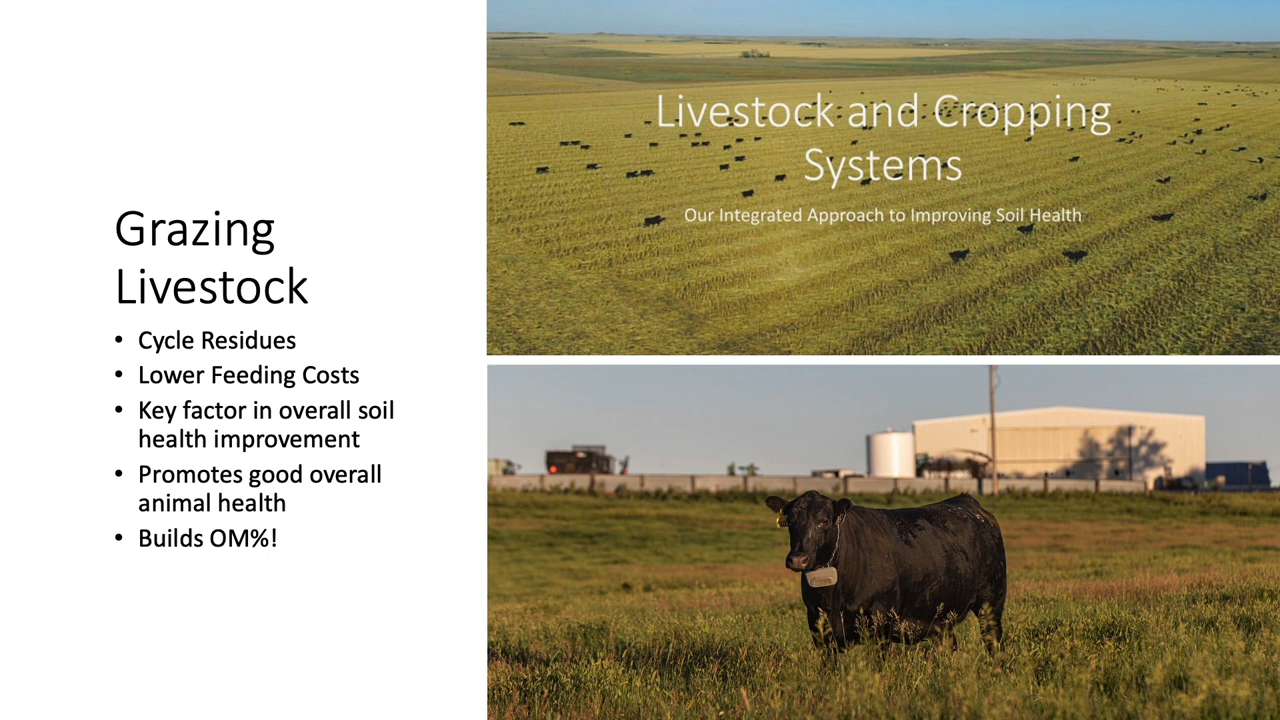 Grazing
Livestock
• Cycle Residues
• Lower Feeding Costs
• Key factor in overall soil
health improvement
• Promotes good overall
animal health
• Builds OM%!
Livestock and Cropping
Systems
Our Integrated Approach to Improving Soil Health